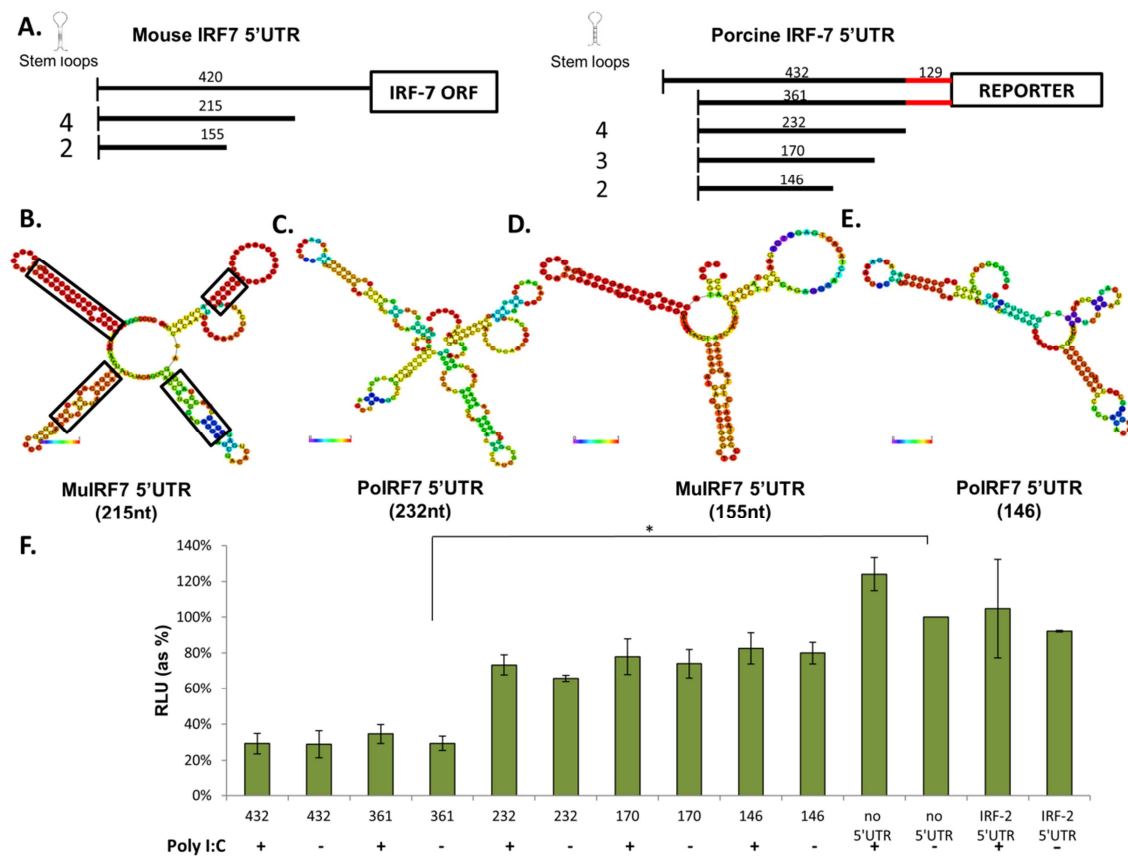 A.
Mouse IRF7 5'UTR
Porcine IRF-7 5'UTR
Stem loops
Stem loops
420
IRF-7 ORF
215
4
155
2
432
129
REPORTER
361
232
4
170
3
146
2
B.
C.
D.
E.
MuIRF7 5'UTR
(215nt)
PoIRF7 5'UTR
(232nt)
MuIRF7 5'UTR
(155nt)
PoIRF7 5'UTR
(146)
F.
*
RLU (as %)
140%
120%
100%
80%
60%
40%
20%
0%
432 432 361 361 232 232 170 170 146 146 no 5'UTR no 5'UTR IRF-2 5'UTR IRF-2 5'UTR
Poly I:C + - + - + - + - + - + - + -